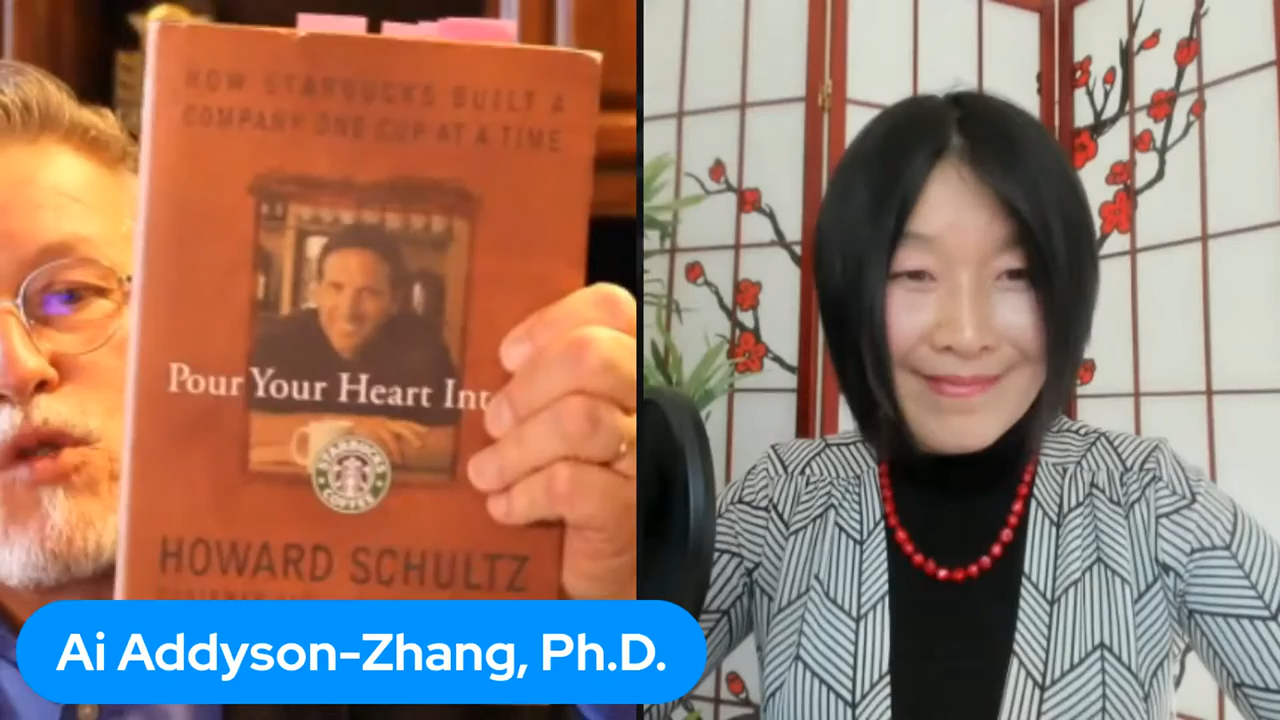 HOW STARBUCKS BUILT A
COMPANY ONE CUP AT A TIME
Pour Your Heart Int
STARBUCKS
COFFEE
HOWARD SCHULTZ
Ai Addyson-Zhang, Ph.D.